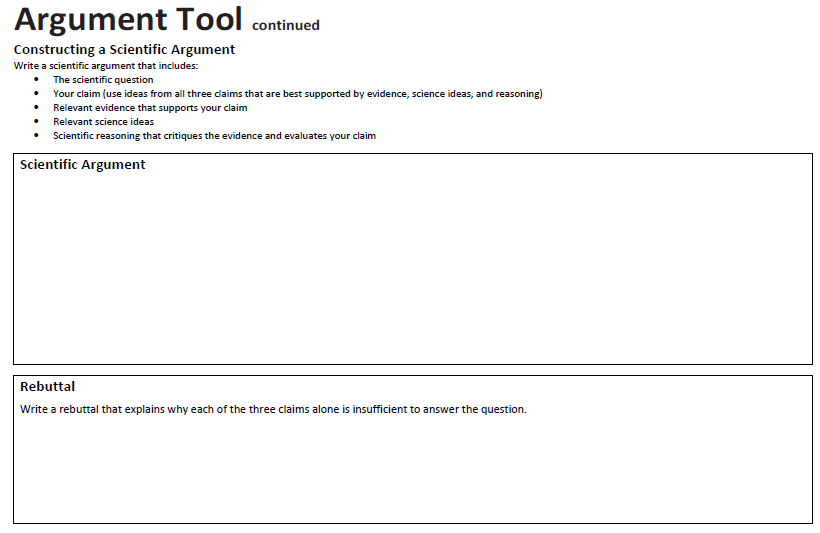 Argument Tool continued
Constructing a Scientific Argument
Write a scientific argument that includes:
• The scientific question
• Your claim (use ideas from all three claims that are best supported by evidence, science ideas, and reasoning)
• Relevant evidence that supports your claim
• Relevant science ideas
• Scientific reasoning that critiques the evidence and evaluates your claim
Scientific Argument
Rebuttal
Write a rebuttal that explains why each of the three claims alone is insufficient to answer the question.